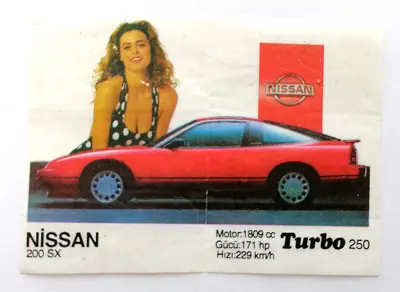 NISSAN
NİSSAN
200 SX
Motor:1809 cc
Gücü:171 hp
Hızı:229 km/h
Turbo 250